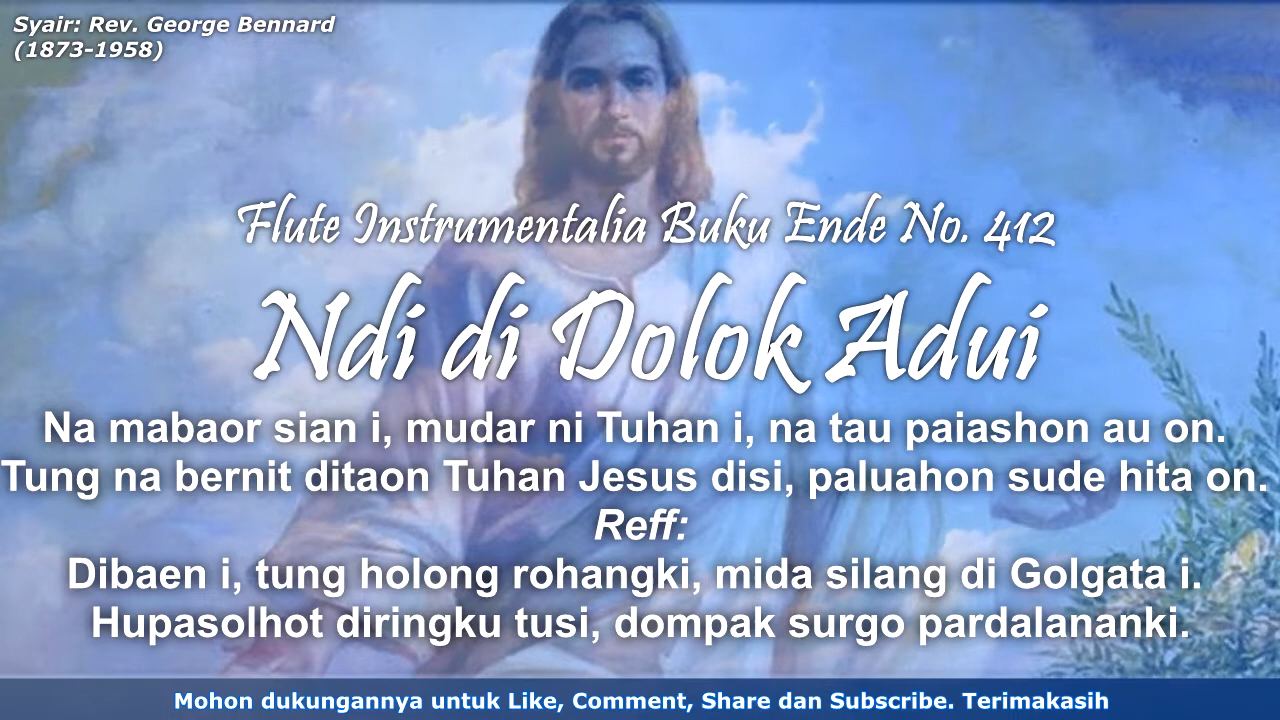 Syair: Rev. George Bennard
(1873-1958)
Flute Instrumentalia Buku Ende No. 412
Ndi di Dolok Adui
Na mabaor sian i, mudar ni Tuhan i, na tau paiashon au on.
Tung na bernit ditaon Tuhan Jesus disi, paluahon sude hita on.
Reff:
Dibaen i, tung holong rohangki, mida silang di Golgata i.
Hupasolhot diringku tusi, dompak surgo pardalananki.
Mohon dukungannya untuk Like, Comment, Share dan Subscribe. Terimakasih